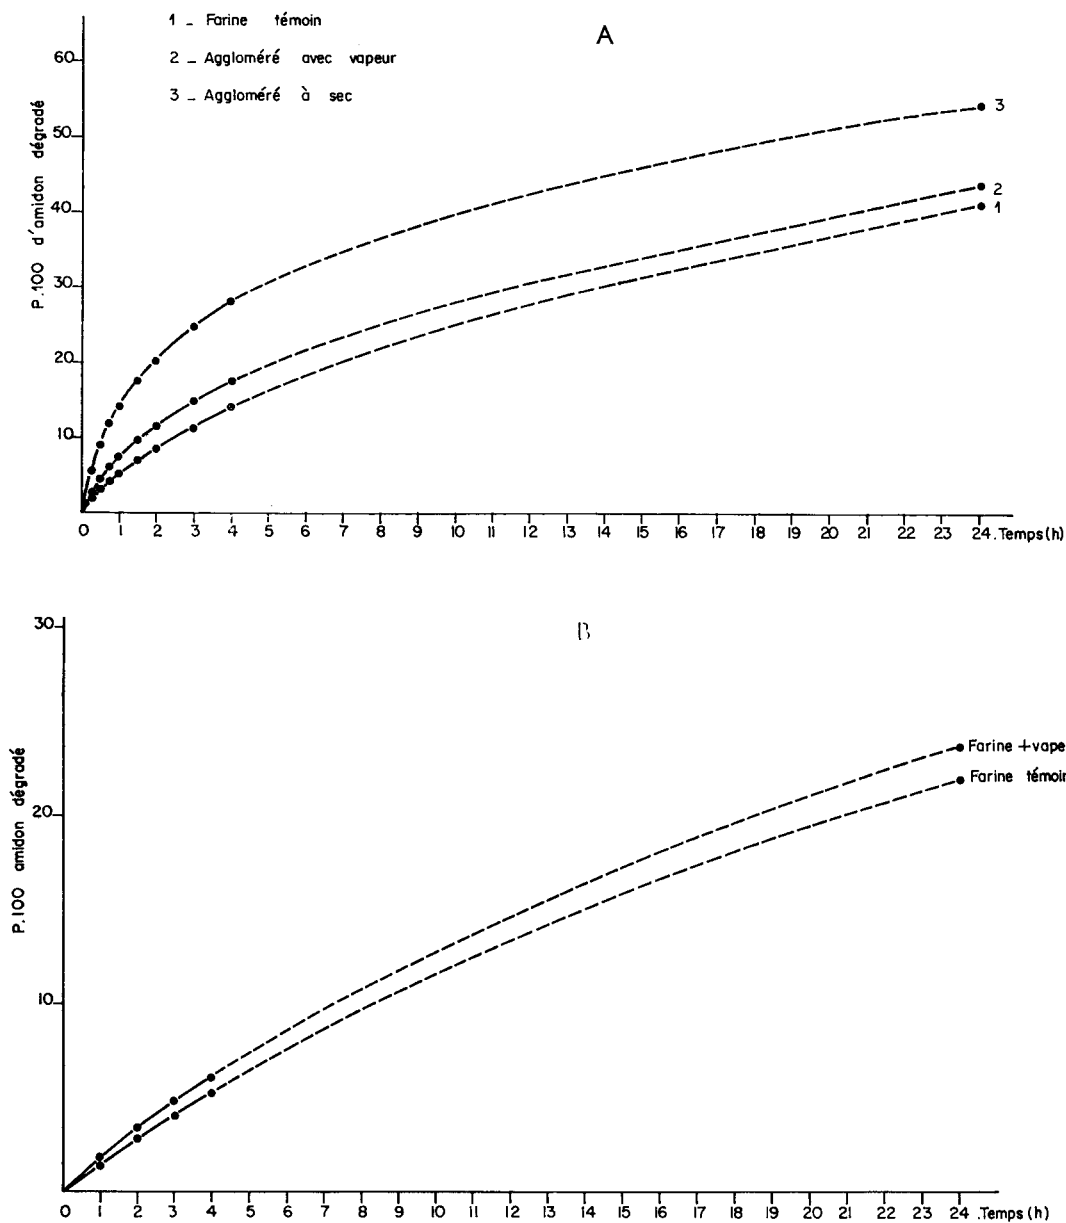 1 _ Farine témoin
A
2 _ Aggloméré avec vapeur
3 _ Aggloméré à sec
P.100 d'amidon dégradé
60
50
40
30
20
10
3
2
1
0 1 2 3 4 5 6 7 8 9 10 11 12 13 14 15 16 17 18 19 20 21 22 23 24 .Temps(h)
B
P.100 amidon dégradé
30
20
10
Farine +vape
Farine témoin
0 1 2 3 4 5 6 7 8 9 10 11 12 13 14 15 16 17 18 19 20 21 22 23 24 .Temps(h)